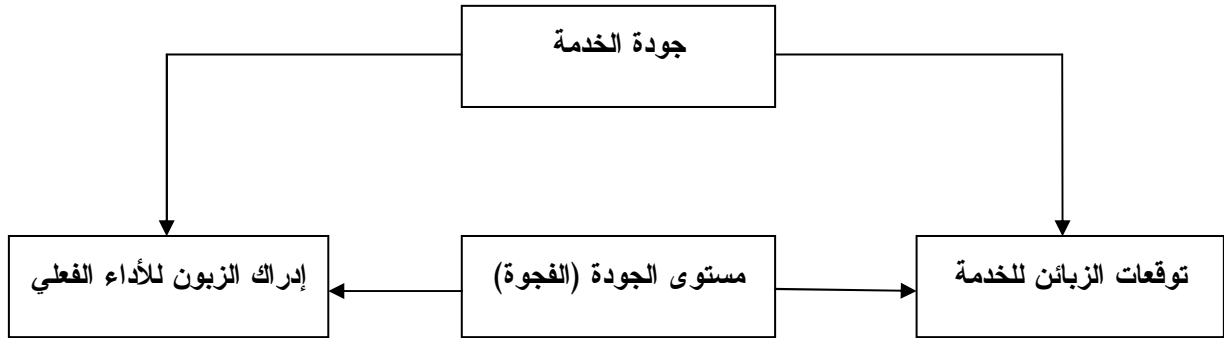 جودة الخدمة
توقعات الزبائن للخدمة
مستوى الجودة (الفجوة)
إدراك الزبون للأداء الفعلي